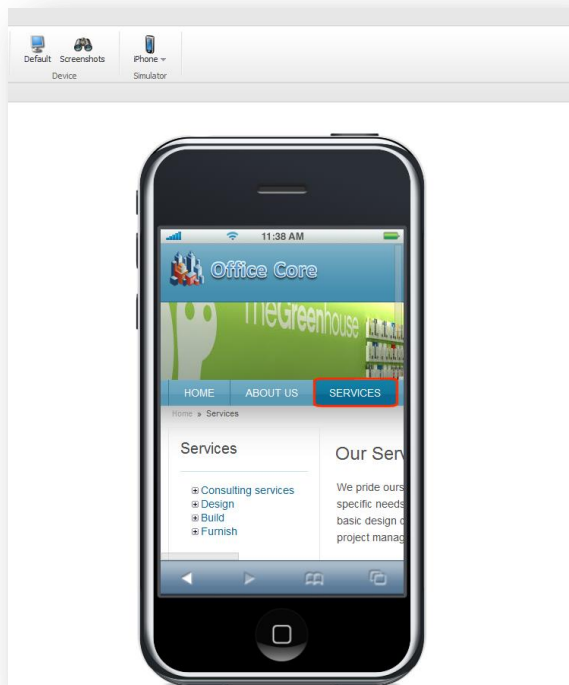 Default Screenshots iPhone
Device Simulator
11:38 AM
Office Core
TheGreenhouse
HOME ABOUT US SERVICES
Home » Services
Services
Our Serv
Consulting services
Design
Build
Furnish
We pride ours
specific needs
basic design o
project manag